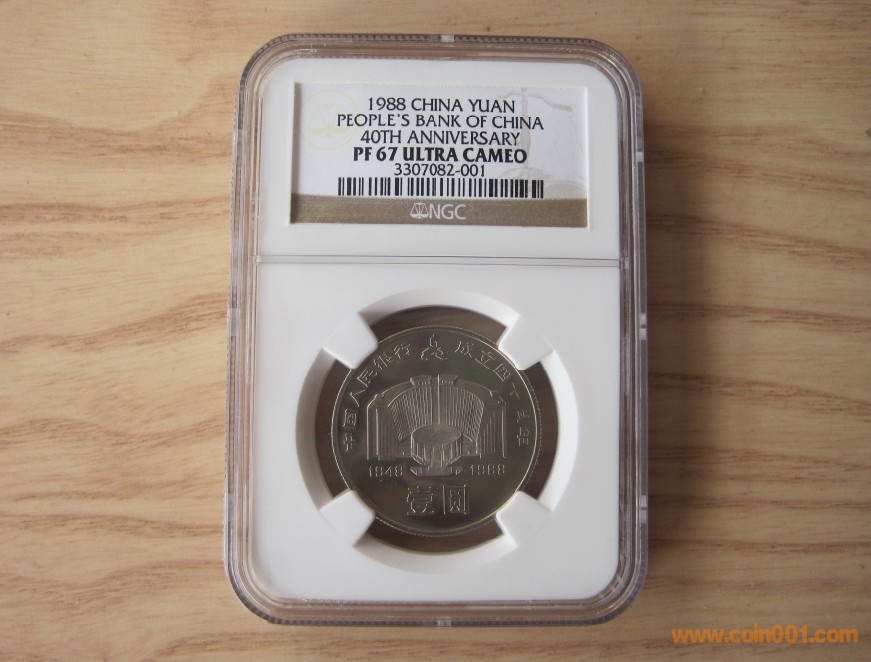 1988 CHINA YUAN
PEOPLE'S BANK OF CHINA
40TH ANNIVERSARY
PF 67 ULTRA CAMEO
3307082-001
NGC
中国人民银行 成立四十周年
1948 1988
壹圆
www.coin001.com